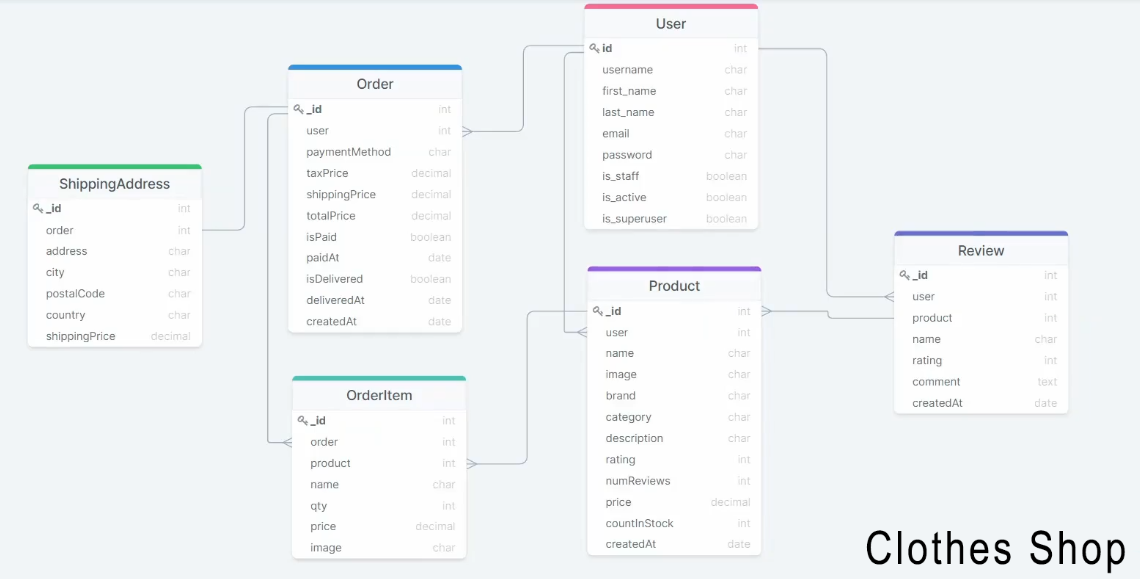 User
id int
username char
first_name char
last_name char
email char
password char
is_staff boolean
is_active boolean
is_superuser boolean
Order
_id int
user int
paymentMethod char
taxPrice decimal
shippingPrice decimal
totalPrice decimal
isPaid boolean
paidAt date
isDelivered boolean
deliveredAt date
createdAt date
ShippingAddress
_id int
order int
address char
city char
postalCode char
country char
shippingPrice decimal
Review
_id int
user int
product int
name char
rating int
comment text
createdAt date
Product
_id int
user int
name char
image char
brand char
category char
description char
rating int
numReviews int
price decimal
countInStock int
createdAt date
OrderItem
_id int
order int
product int
name char
qty int
price decimal
image char
Clothes Shop